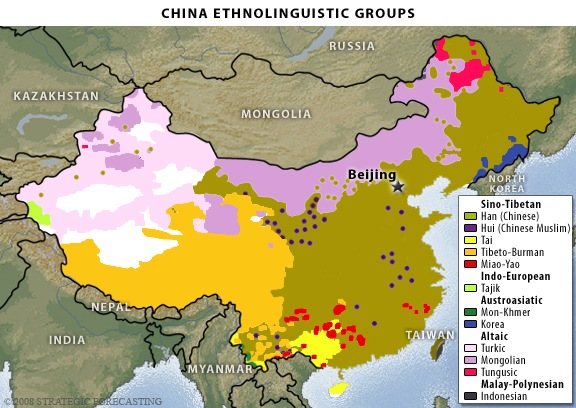 CHINA ETHNOLINGUISTIC GROUPS
RUSSIA
KAZAKHSTAN
MONGOLIA
Beijing
NORTH
KOREA
NEPAL
INDIA
MYANMAR
TAIWAN
Sino-Tibetan
Han (Chinese)
Hui (Chinese Muslim)
Tai
Tibeto-Burman
Miao-Yao
Indo-European
Tajik
Austroasiatic
Mon-Khmer
Korea
Altaic
Turkic
Mongolian
Tungusic
Malay-Polynesian
Indonesian
©2008 STRATEGIC FORECASTING